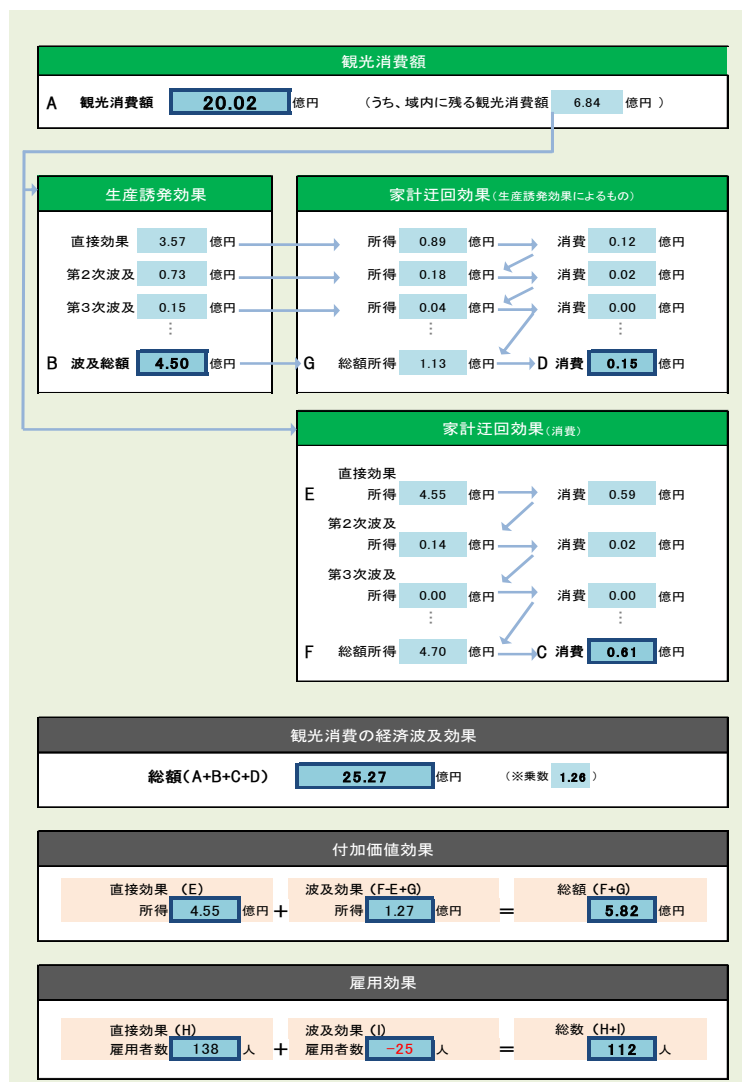 観光消費額
A 観光消費額 20.02 億円 (うち、域内に残る観光消費額 6.84 億円 )
生産誘発効果
直接効果 3.57 億円
第2次波及 0.73 億円
第3次波及 0.15 億円
⋮
B 波及総額 4.50 億円
家計迂回効果(生産誘発効果によるもの)
所得 0.89 億円 消費 0.12 億円
所得 0.18 億円 消費 0.02 億円
所得 0.04 億円 消費 0.00 億円
⋮ ⋮
G 総額所得 1.13 億円 D 消費 0.15 億円
家計迂回効果(消費)
直接効果
E 所得 4.55 億円 消費 0.59 億円
第2次波及
所得 0.14 億円 消費 0.02 億円
第3次波及
所得 0.00 億円 消費 0.00 億円
⋮ ⋮
F 総額所得 4.70 億円 C 消費 0.61 億円
観光消費の経済波及効果
総額(A+B+C+D) 25.27 億円 (※乗数 1.26 )
付加価値効果
直接効果 (E) 波及効果 (F-E+G) 総額 (F+G)
所得 4.55 億円 + 所得 1.27 億円 = 5.82 億円
雇用効果
直接効果 (H) 波及効果 (I) 総数 (H+I)
雇用者数 138 人 + 雇用者数 -25 人 = 112 人